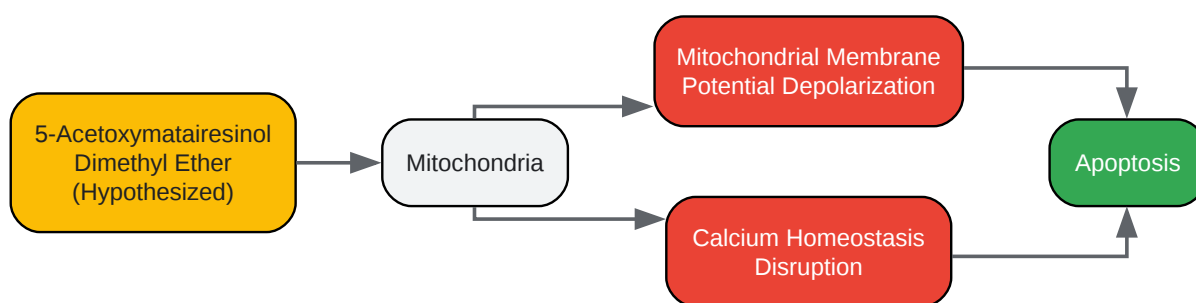 5-Acetoxymatairesinol
Dimethyl Ether
(Hypothesized)
Mitochondria
Mitochondrial Membrane
Potential Depolarization
Calcium Homeostasis
Disruption
Apoptosis